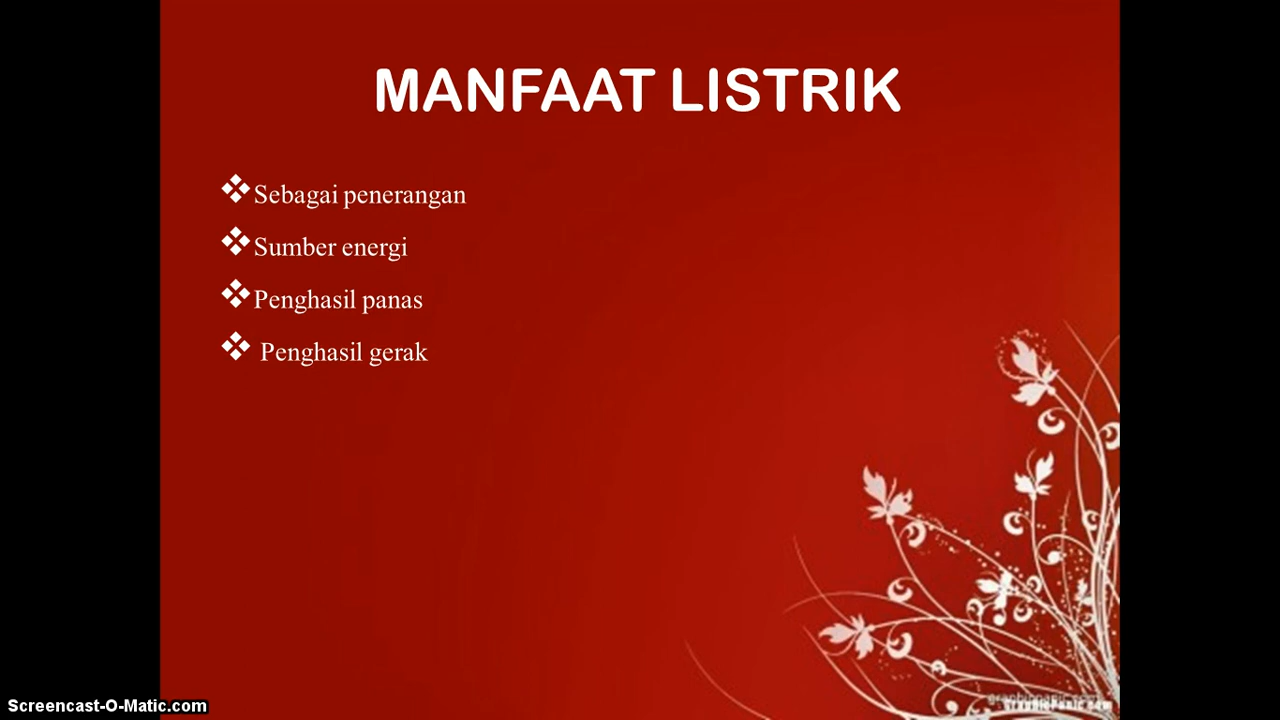 MANFAAT LISTRIK
❖Sebagai penerangan
❖Sumber energi
❖Penghasil panas
❖ Penghasil gerak
Screencast-O-Matic.com